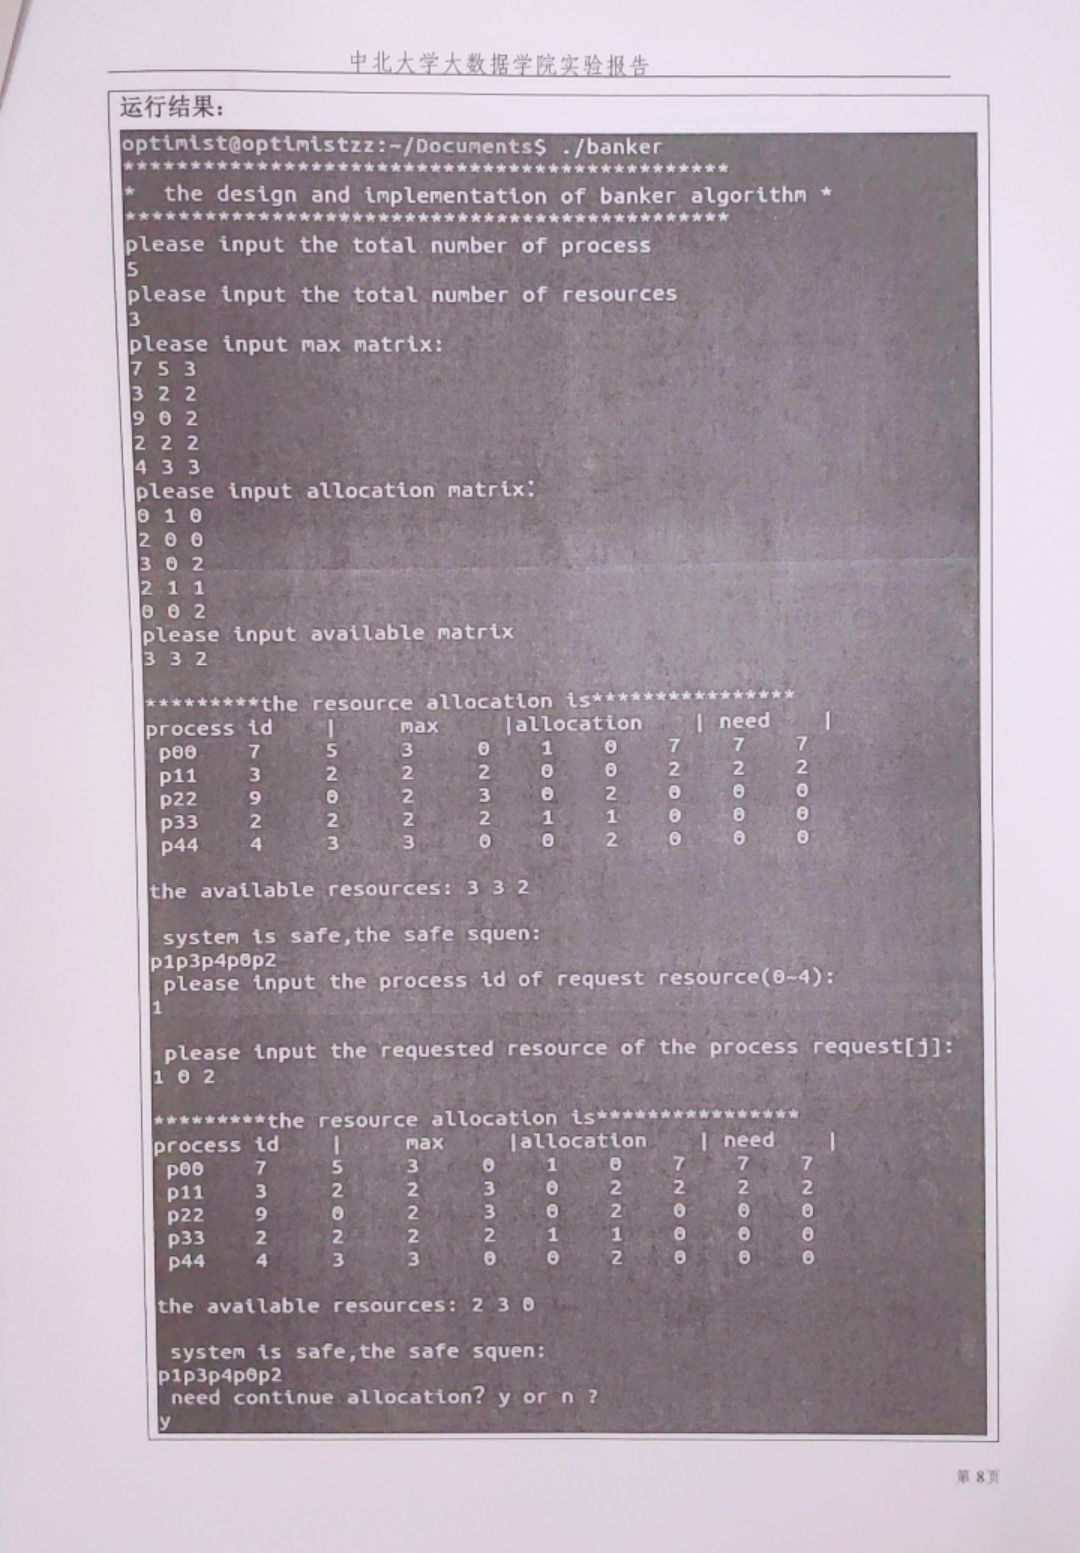 中北大学大数据学院实验报告
运行结果：
optimist@optimistzz:~/Documents$ ./banker
**********************************************
*  the design and implementation of banker algorithm *
**********************************************
please input the total number of process
5
please input the total number of resources
3
please input max matrix:
7 5 3
3 2 2
9 0 2
2 2 2
4 3 3
please input allocation matrix:
0 1 0
2 0 0
3 0 2
2 1 1
0 0 2
please input available matrix
3 3 2
*********the resource allocation is****************
process id | max |allocation | need |
p00 7 5 3 0 1 0 7 7 7
p11 3 2 2 2 0 0 2 2 2
p22 9 0 2 3 0 2 0 0 0
p33 2 2 2 2 1 1 0 0 0
p44 4 3 3 0 0 2 0 0 0
the available resources: 3 3 2
system is safe,the safe squen:
p1p3p4p0p2
please input the process id of request resource(0~4):
1
please input the requested resource of the process request[j]:
1 0 2
*********the resource allocation is****************
process id | max |allocation | need |
p00 7 5 3 0 1 0 7 7 7
p11 3 2 2 3 0 2 2 2 2
p22 9 0 2 3 0 2 0 0 0
p33 2 2 2 2 1 1 0 0 0
p44 4 3 3 0 0 2 0 0 0
the available resources: 2 3 0
system is safe,the safe squen:
p1p3p4p0p2
need continue allocation? y or n ?
y
第 8 页